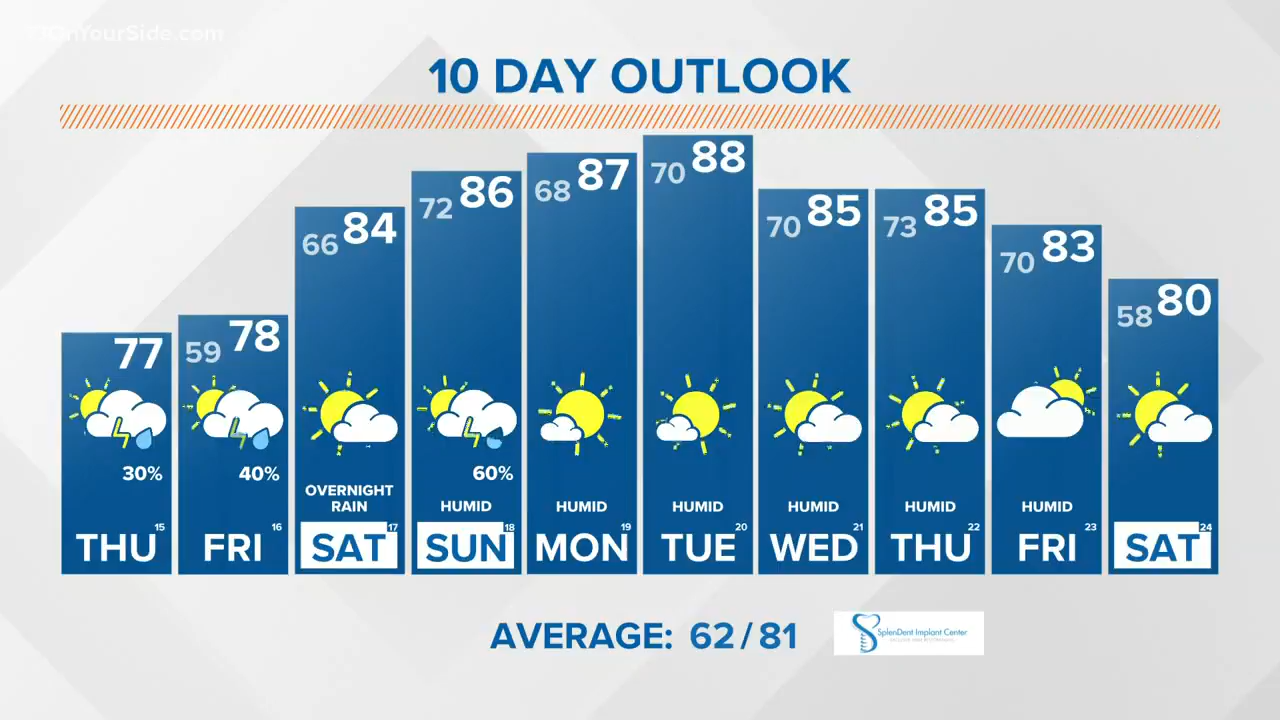 OnYourSide.com
10 DAY OUTLOOK
77
59 78
66 84
72 86
68 87
70 88
70 85
73 85
70 83
58 80
30%
40%
60%
OVERNIGHT
RAIN
HUMID
HUMID
HUMID
HUMID
HUMID
HUMID
THU 15
FRI 16
SAT 17
SUN 18
MON 19
TUE 20
WED 21
THU 22
FRI 23
SAT 24
AVERAGE: 62/81
SplenDent Implant Center